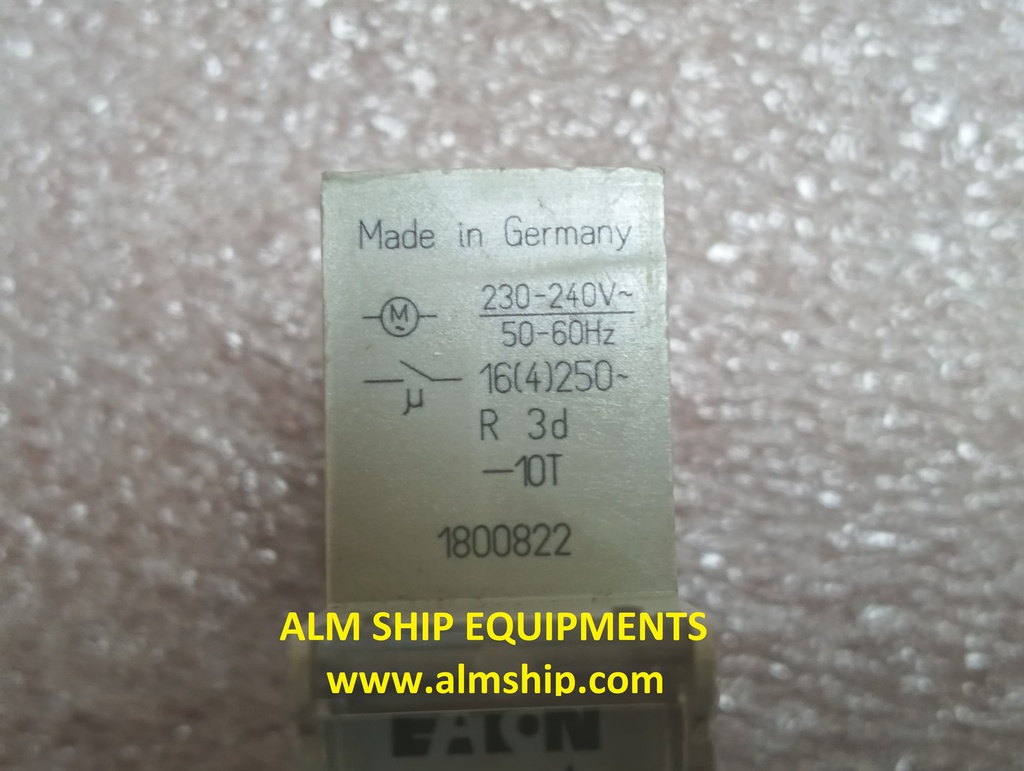 Made in Germany
M
~
230-240V~
50-60Hz
16(4)250~
µ
R 3d
—10T
1800822
ALM SHIP EQUIPMENTS
www.almship.com
EATON